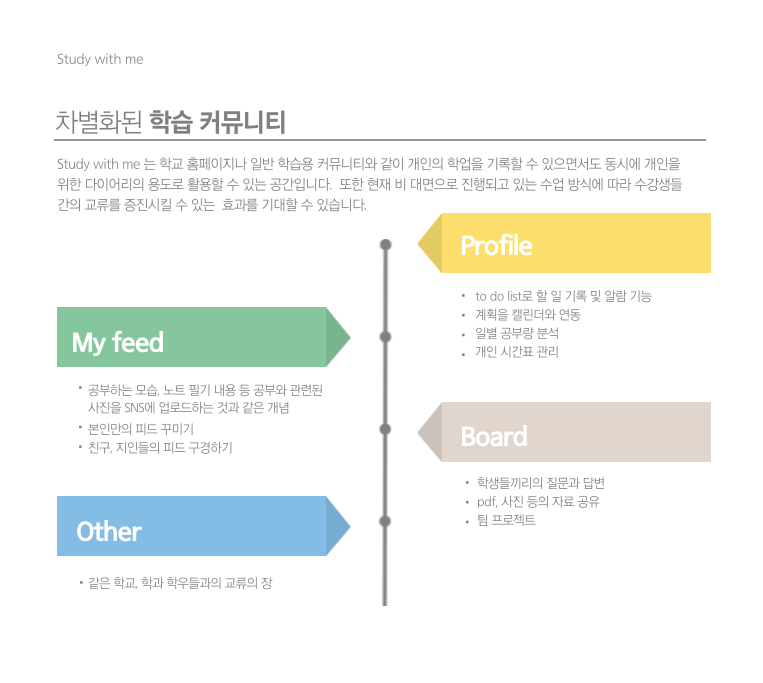 Study with me
차별화된 학습 커뮤니티
Study with me 는 학교 홈페이지나 일반 학습용 커뮤니티와 같이 개인의 학업을 기록할 수 있으면서도 동시에 개인을
위한 다이어리의 용도로 활용할 수 있는 공간입니다. 또한 현재 비 대면으로 진행되고 있는 수업 방식에 따라 수강생들
간의 교류를 증진시킬 수 있는 효과를 기대할 수 있습니다.
Profile
• to do list로 할 일 기록 및 알람 기능
• 계획을 캘린더와 연동
• 일별 공부량 분석
• 개인 시간표 관리
My feed
• 공부하는 모습, 노트 필기 내용 등 공부와 관련된
사진을 SNS에 업로드하는 것과 같은 개념
• 본인만의 피드 꾸미기
• 친구, 지인들의 피드 구경하기
Board
• 학생들끼리의 질문과 답변
• pdf, 사진 등의 자료 공유
• 팀 프로젝트
Other
• 같은 학교, 학과 학우들과의 교류의 장